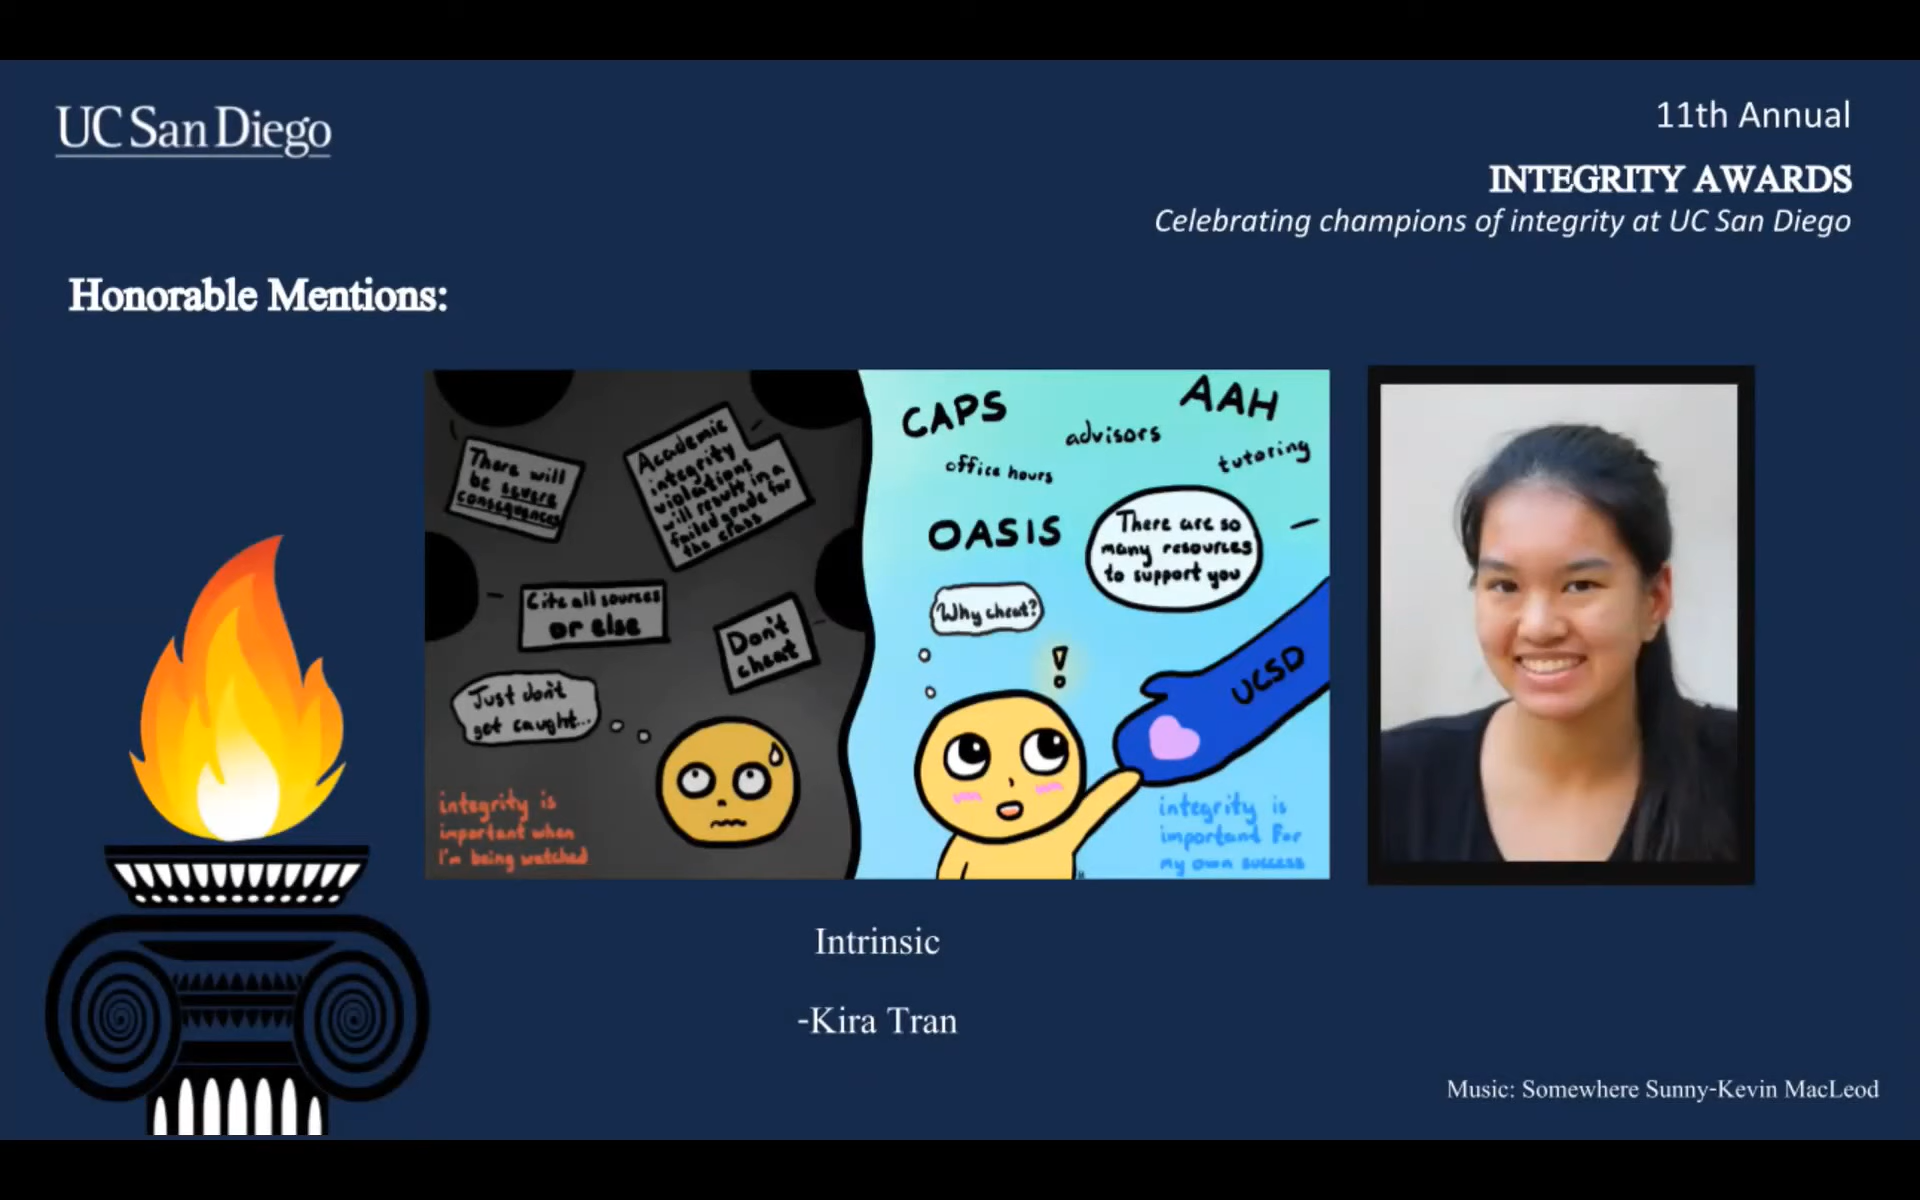 UC San Diego
11th Annual
INTEGRITY AWARDS
Celebrating champions of integrity at UC San Diego
Honorable Mentions:
There will
be severe
consequences
Academic
integrity
violations
will result in a
failed grade for
the class
Cite all sources
or else
Don't
cheat
Just don't
get caught...
integrity is
important when
I'm being watched
CAPS
AAH
advisors
office hours
tutoring
OASIS
There are so
many resources
to support you
Why cheat?
!
UCSD
integrity is
important for
my own success
Intrinsic
-Kira Tran
Music: Somewhere Sunny-Kevin MacLeod